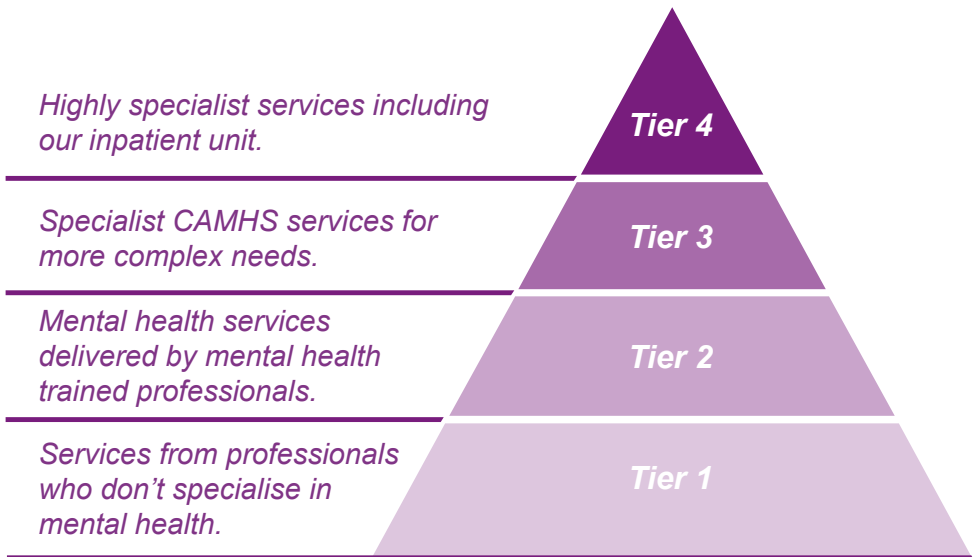 Highly specialist services including
our inpatient unit.
Tier 4
Specialist CAMHS services for
more complex needs.
Tier 3
Mental health services
delivered by mental health
trained professionals.
Tier 2
Services from professionals
who don’t specialise in
mental health.
Tier 1